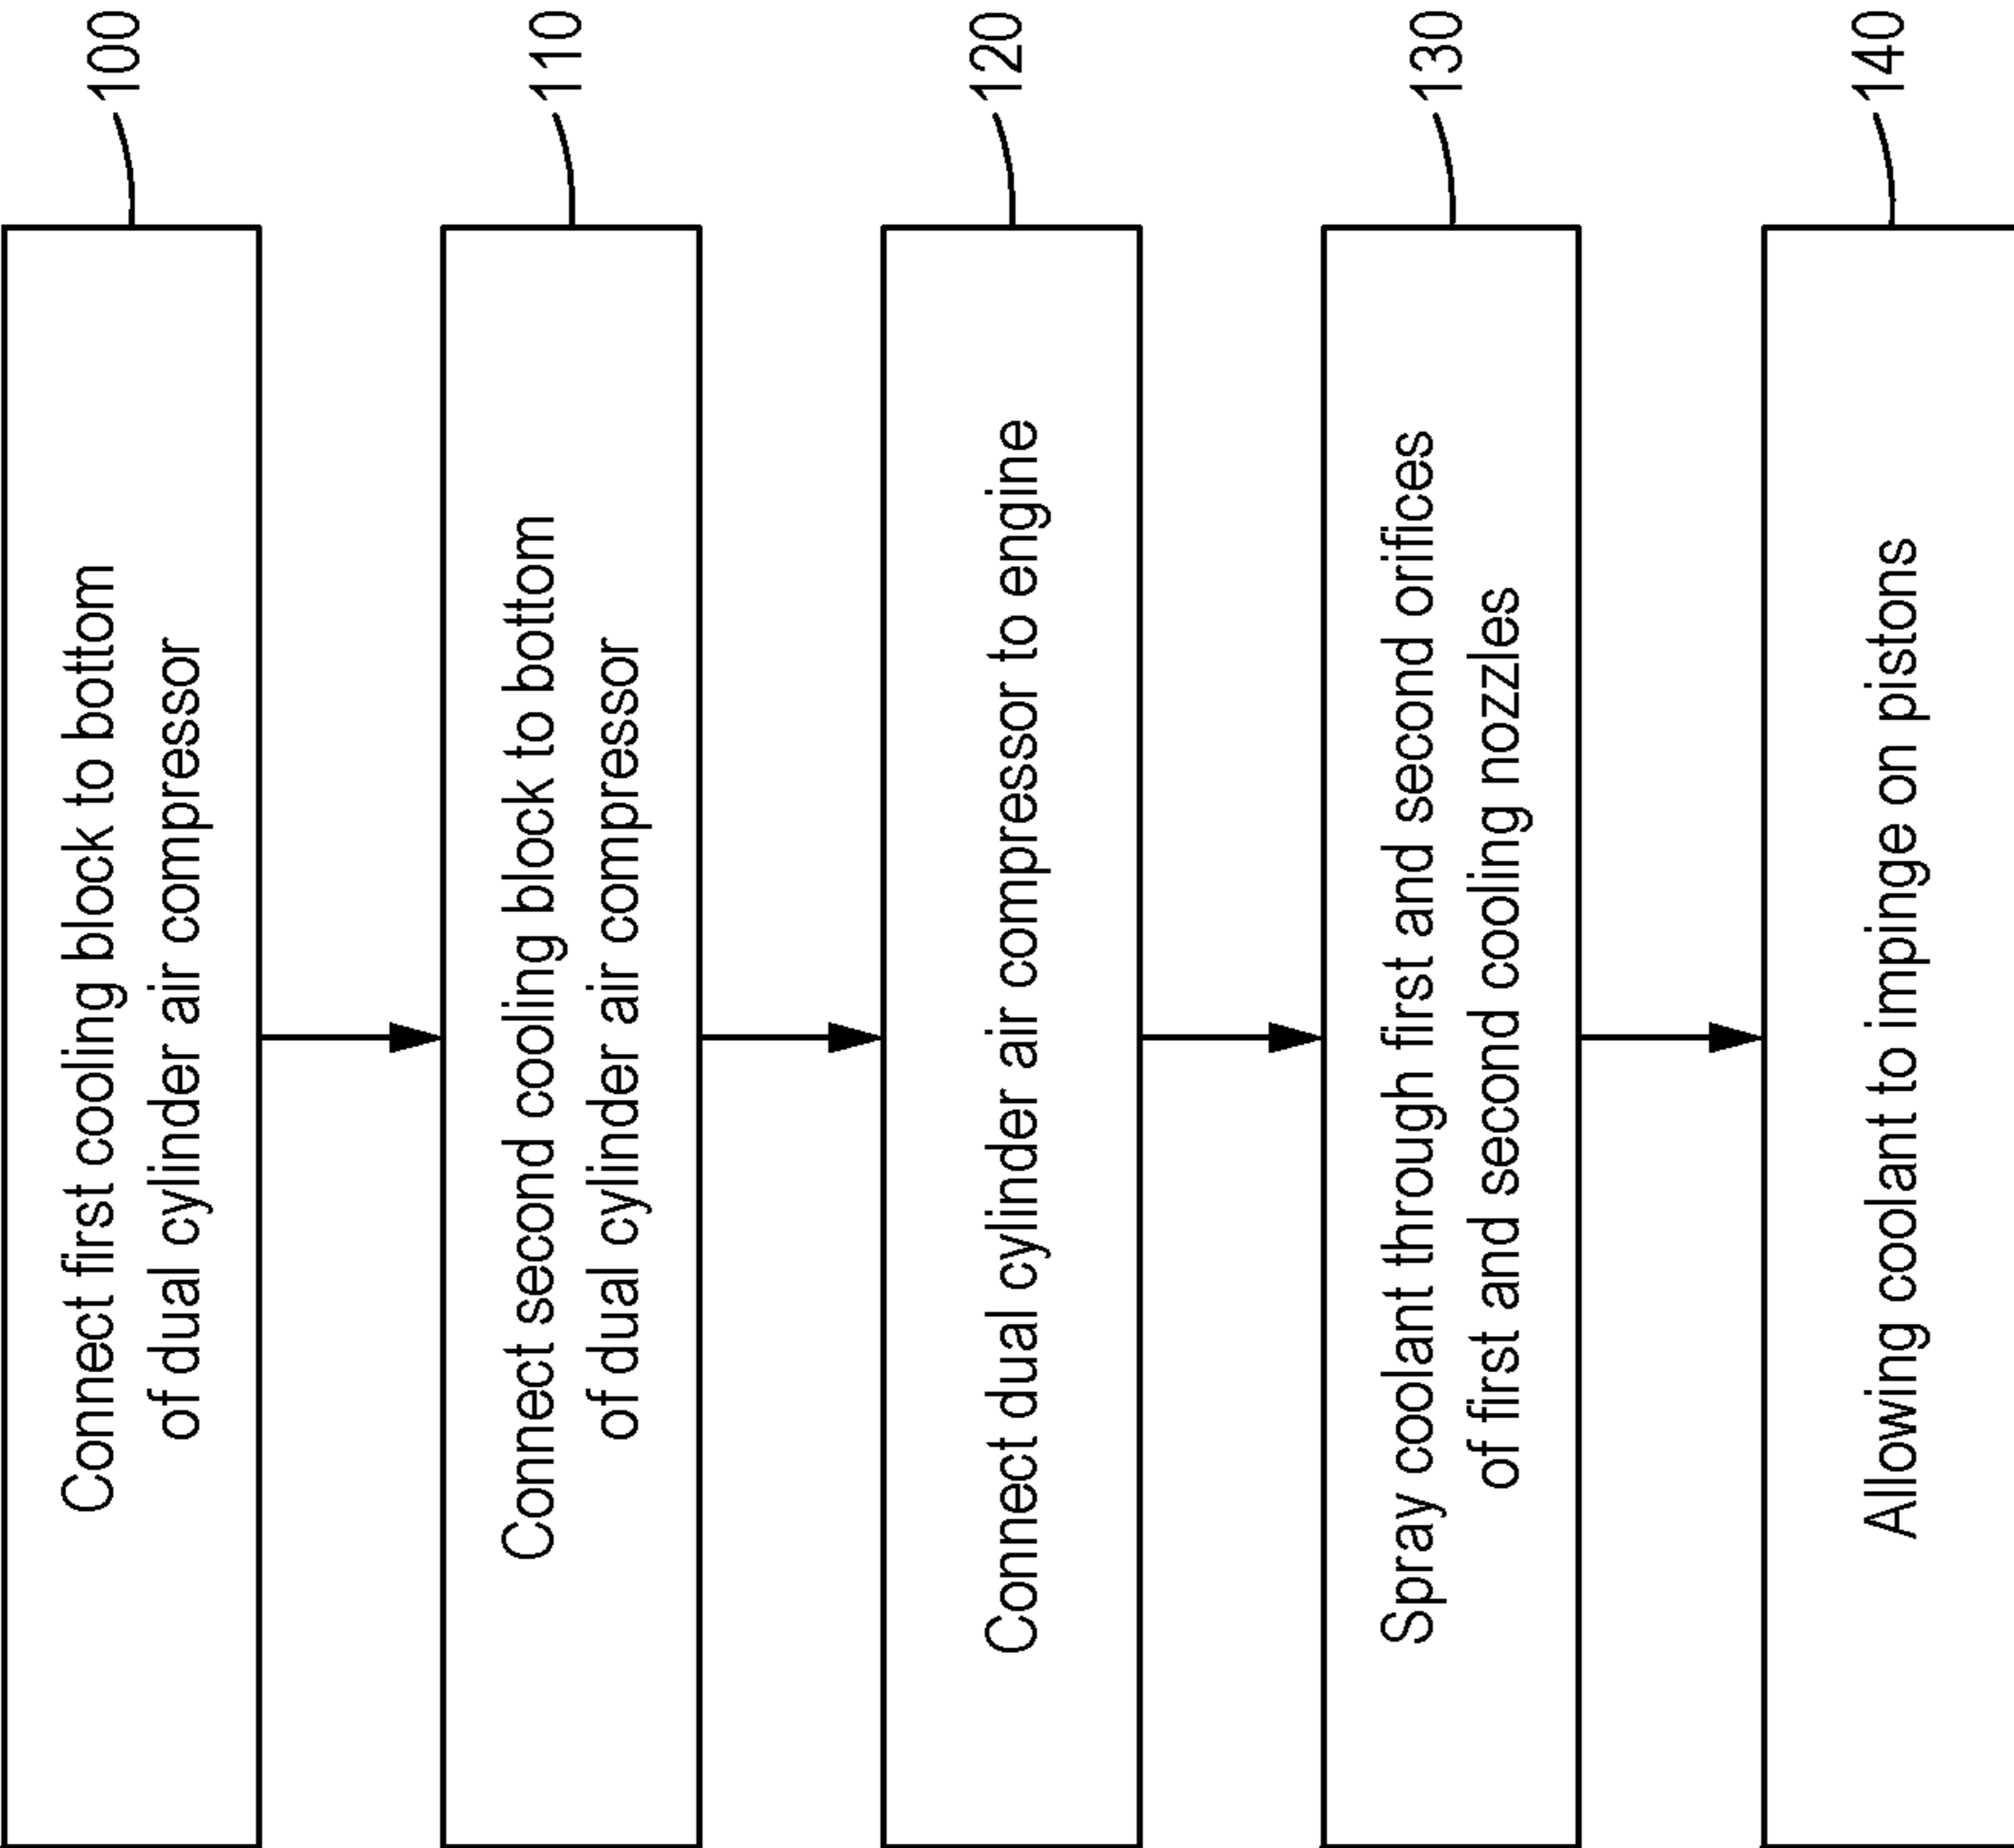 Connect first cooling block to bottom
of dual cylinder air compressor
100
Connect second cooling block to bottom
of dual cylinder air compressor
110
Connect dual cylinder air compressor to engine
120
Spray coolant through first and second orifices
of first and second cooling nozzles
130
Allowing coolant to impinge on pistons
140